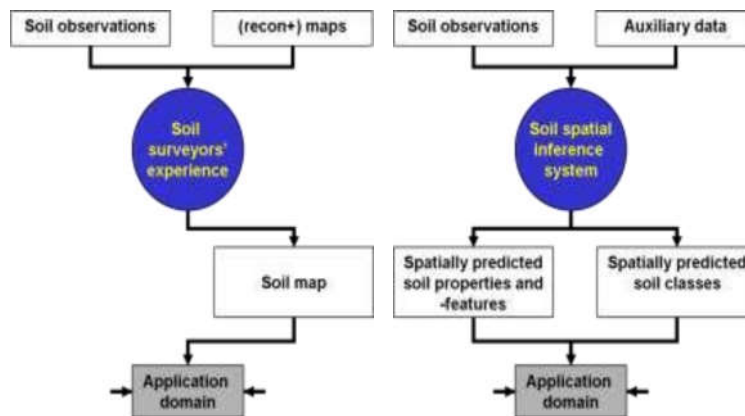 Soil observations
(recon+) maps
Soil
surveyors'
experience
Soil map
Application
domain
Soil observations
Auxiliary data
Soil spatial
inference
system
Spatially predicted
soil properties and
-features
Spatially predicted
soil classes
Application
domain